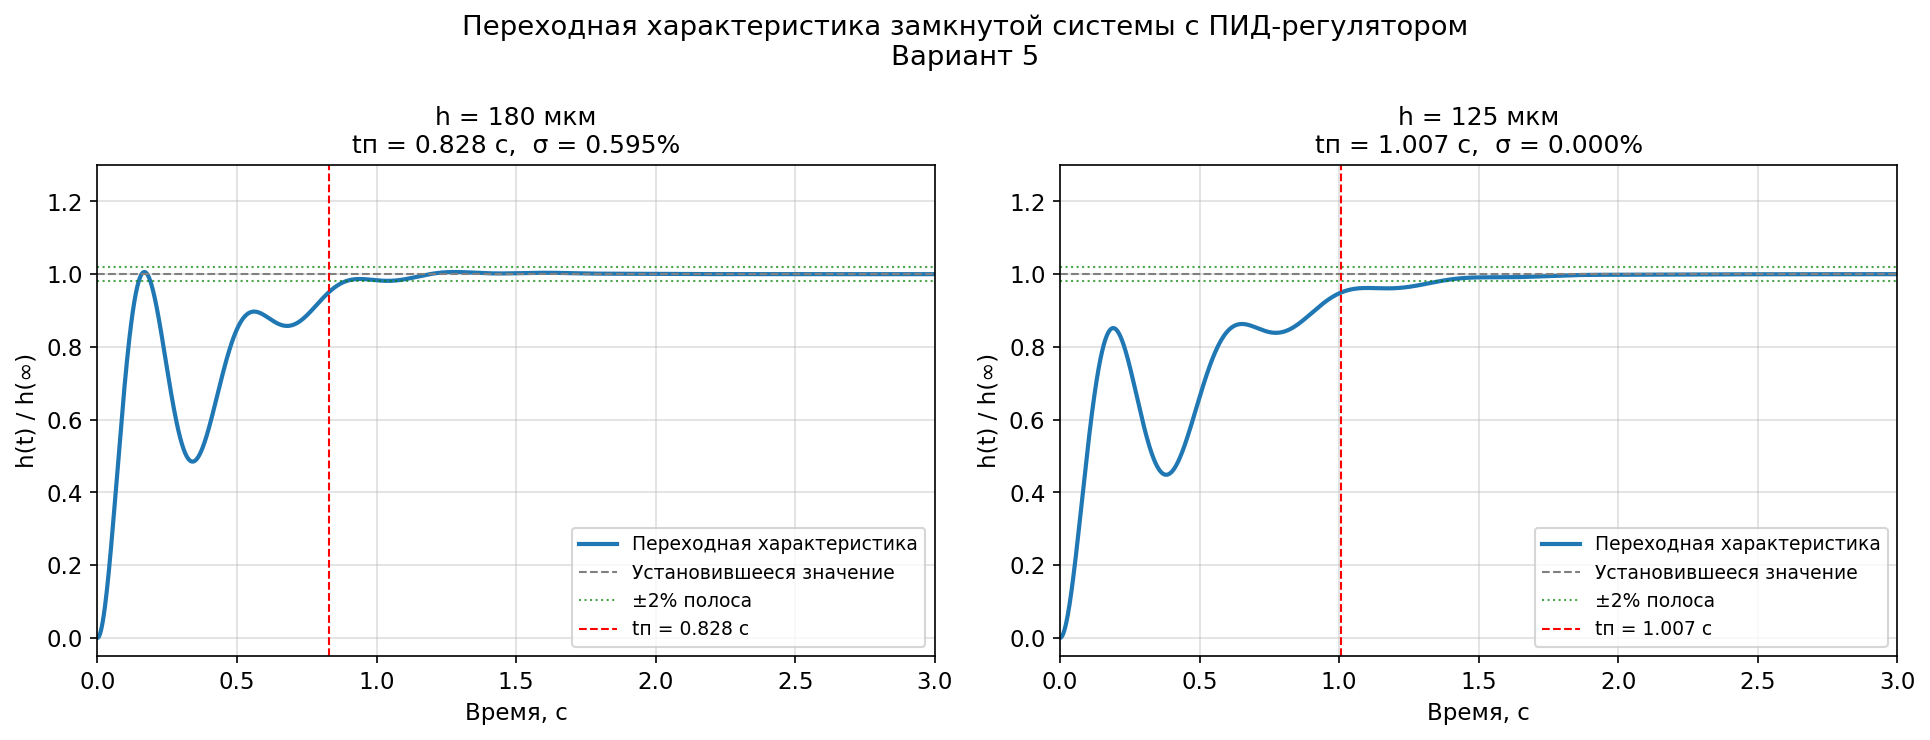 Переходная характеристика замкнутой системы с ПИД-регулятором
Вариант 5
h = 180 мкм
tп = 0.828 с,  σ = 0.595%
1.2
1.0
0.8
0.6
0.4
0.2
0.0
h(t) / h(∞)
0.0
0.5
1.0
1.5
2.0
2.5
3.0
Время, с
Переходная характеристика
Установившееся значение
±2% полоса
tп = 0.828 с
h = 125 мкм
tп = 1.007 с,  σ = 0.000%
1.2
1.0
0.8
0.6
0.4
0.2
0.0
h(t) / h(∞)
0.0
0.5
1.0
1.5
2.0
2.5
3.0
Время, с
Переходная характеристика
Установившееся значение
±2% полоса
tп = 1.007 с